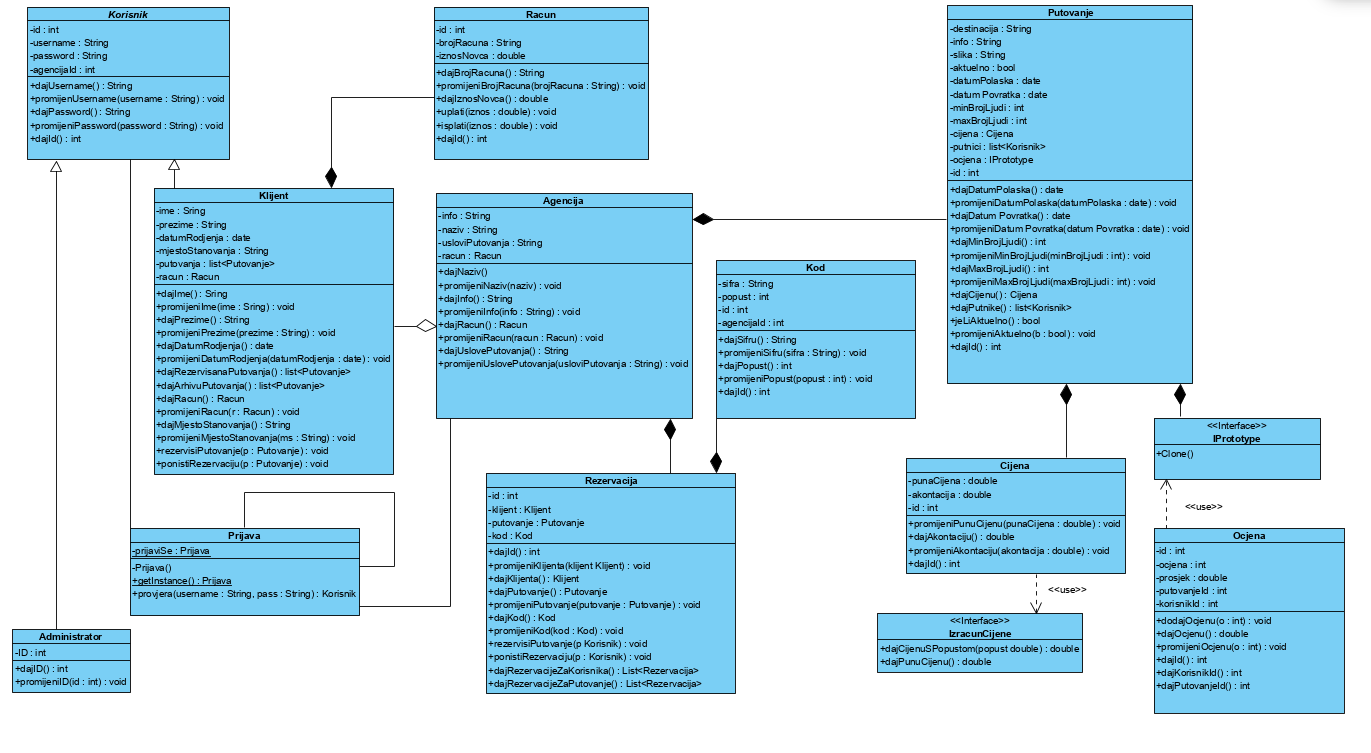 Korisnik
-id : int
-username : String
-password : String
-agencijaId : int
+dajUsername() : String
+promijenUsername(username : String) : void
+dajPassword() : String
+promijeniPassword(password : String) : void
+dajId() : int
Racun
-id : int
-brojRacuna : String
-iznosNovca : double
+dajBrojRacuna() : String
+promijeniBrojRacuna(brojRacuna : String) : void
+dajIznosNovca() : double
+uplati(iznos : double) : void
+isplati(iznos : double) : void
+dajId() : int
Putovanje
-destinacija : String
-info : String
-slika : String
-aktuelno : bool
-datumPolaska : date
-datum Povratka : date
-minBrojLjudi : int
-maxBrojLjudi : int
-cijena : Cijena
-putnici : list<Korisnik>
-ocjena : IPrototype
-id : int
+dajDatumPolaska() : date
+promijeniDatumPolaska(datumPolaska : date) : void
+dajDatum Povratka() : date
+promijeniDatum Povratka(datum Povratka : date) : void
+dajMinBrojLjudi() : int
+promijeniMinBrojLjudi(minBrojLjudi : int) : void
+dajMaxBrojLjudi() : int
+promijeniMaxBrojLjudi(maxBrojLjudi : int) : void
+dajCijenu() : Cijena
+dajPutnike() : list<Korisnik>
+jeLiAktuelno() : bool
+promijeniAktuelno(b : bool) : void
+dajId() : int
Klijent
-ime : Sring
-prezime : String
-datumRodjenja : date
-mjestoStanovanja : String
-putovanja : list<Putovanje>
-racun : Racun
+dajIme() : Sring
+promijeniIme(ime : Sring) : void
+dajPrezime() : String
+promijeniPrezime(prezime : String) : void
+dajDatumRodjenja() : date
+promijeniDatumRodjenja(datumRodjenja : date) : void
+dajRezervisanaPutovanja() : list<Putovanje>
+dajArhivuPutovanja() : list<Putovanje>
+dajRacun() : Racun
+promijeniRacun(r : Racun) : void
+dajMjestoStanovanja() : String
+promijeniMjestoStanovanja(ms : String) : void
+rezervisiPutovanje(p : Putovanje) : void
+ponistiRezervaciju(p : Putovanje) : void
Agencija
-info : String
-naziv : String
-usloviPutovanja : String
-racun : Racun
+dajNaziv()
+promijeniNaziv(naziv) : void
+dajInfo() : String
+promijeniInfo(info : String) : void
+dajRacun() : Racun
+promijeniRacun(racun : Racun) : void
+dajUslovePutovanja() : String
+promijeniUslovePutovanja(usloviPutovanja : String) : void
Kod
-sifra : String
-popust : int
-id : int
-agencijaId : int
+dajSifru() : String
+promijeniSifru(sifra : String) : void
+dajPopust() : int
+promijeniPopust(popust : int) : void
+dajId() : int
<<Interface>>
IPrototype
+Clone()
Cijena
-punaCijena : double
-akontacija : double
-id : int
+promijeniPunuCijenu(punaCijena : double) : void
+dajAkontaciju() : double
+promijeniAkontaciju(akontacija : double) : void
+dajId() : int
Rezervacija
-id : int
-klijent : Klijent
-putovanje : Putovanje
-kod : Kod
+dajId() : int
+promijeniKlijenta(klijent Klijent) : void
+dajKlijenta() : Klijent
+dajPutovanje() : Putovanje
+promijeniPutovanje(putovanje : Putovanje) : void
+dajKod() : Kod
+promijeniKod(kod : Kod) : void
+rezervisiPutovanje(p Korisnik) : void
+ponistiRezervaciju(p : Korisnik) : void
+dajRezervacijeZaKorisnika() : List<Rezervacija>
+dajRezervacijeZaPutovanje() : List<Rezervacija>
<<use>>
Prijava
-prijaviSe : Prijava
-Prijava()
+getInstance() : Prijava
+provjera(username : String, pass : String) : Korisnik
Ocjena
-id : int
-ocjena : int
-prosjek : double
-putovanjeId : int
-korisnikId : int
+dodajOcjenu(o : int) : void
+dajOcjenu() : double
+promijeniOcjenu(o : int) : void
+dajId() : int
+dajKorisnikId() : int
+dajPutovanjeId() : int
<<use>>
<<Interface>>
IzracunCijene
+dajCijenuSPopustom(popust double) : double
+dajPunuCijenu() : double
Administrator
-ID : int
+dajID() : int
+promijeniID(id : int) : void